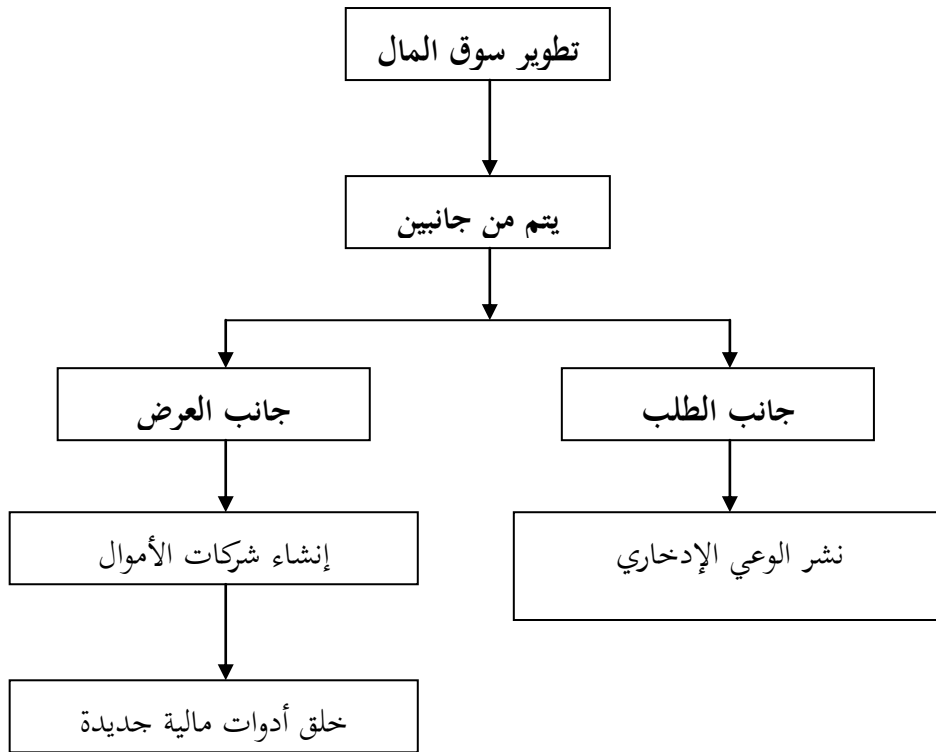 تطوير سوق المال
يتم من جانبين
جانب الطلب
جانب العرض
نشر الوعي الإدخاري
إنشاء شركات الأموال
خلق أدوات مالية جديدة